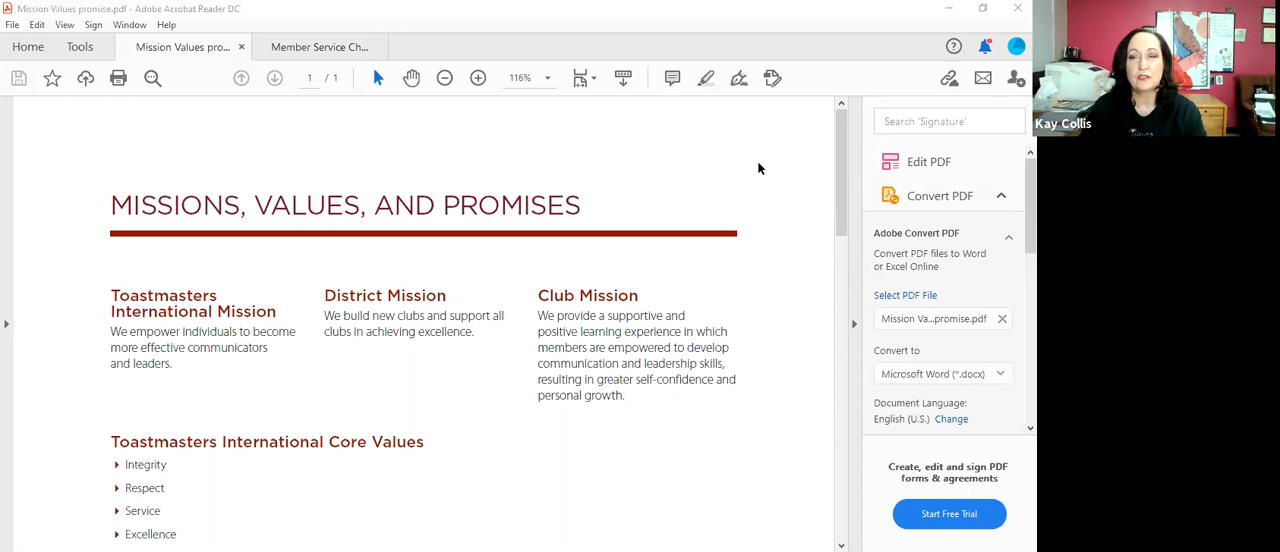 Mission Values promise.pdf - Adobe Acrobat Reader DC
File Edit View Sign Window Help
Home Tools Mission Values pro... × Member Service Ch...
1 / 1 116%
Kay Collis
MISSIONS, VALUES, AND PROMISES
Toastmasters
International Mission
We empower individuals to become
more effective communicators
and leaders.
District Mission
We build new clubs and support all
clubs in achieving excellence.
Club Mission
We provide a supportive and
positive learning experience in which
members are empowered to develop
communication and leadership skills,
resulting in greater self-confidence and
personal growth.
Toastmasters International Core Values
Integrity
Respect
Service
Excellence
Search 'Signature'
Edit PDF
Convert PDF
Adobe Convert PDF
Convert PDF files to Word
or Excel Online
Select PDF File
Mission Va...promise.pdf
Convert to
Microsoft Word (*.docx)
Document Language:
English (U.S.) Change
Create, edit and sign PDF
forms & agreements
Start Free Trial